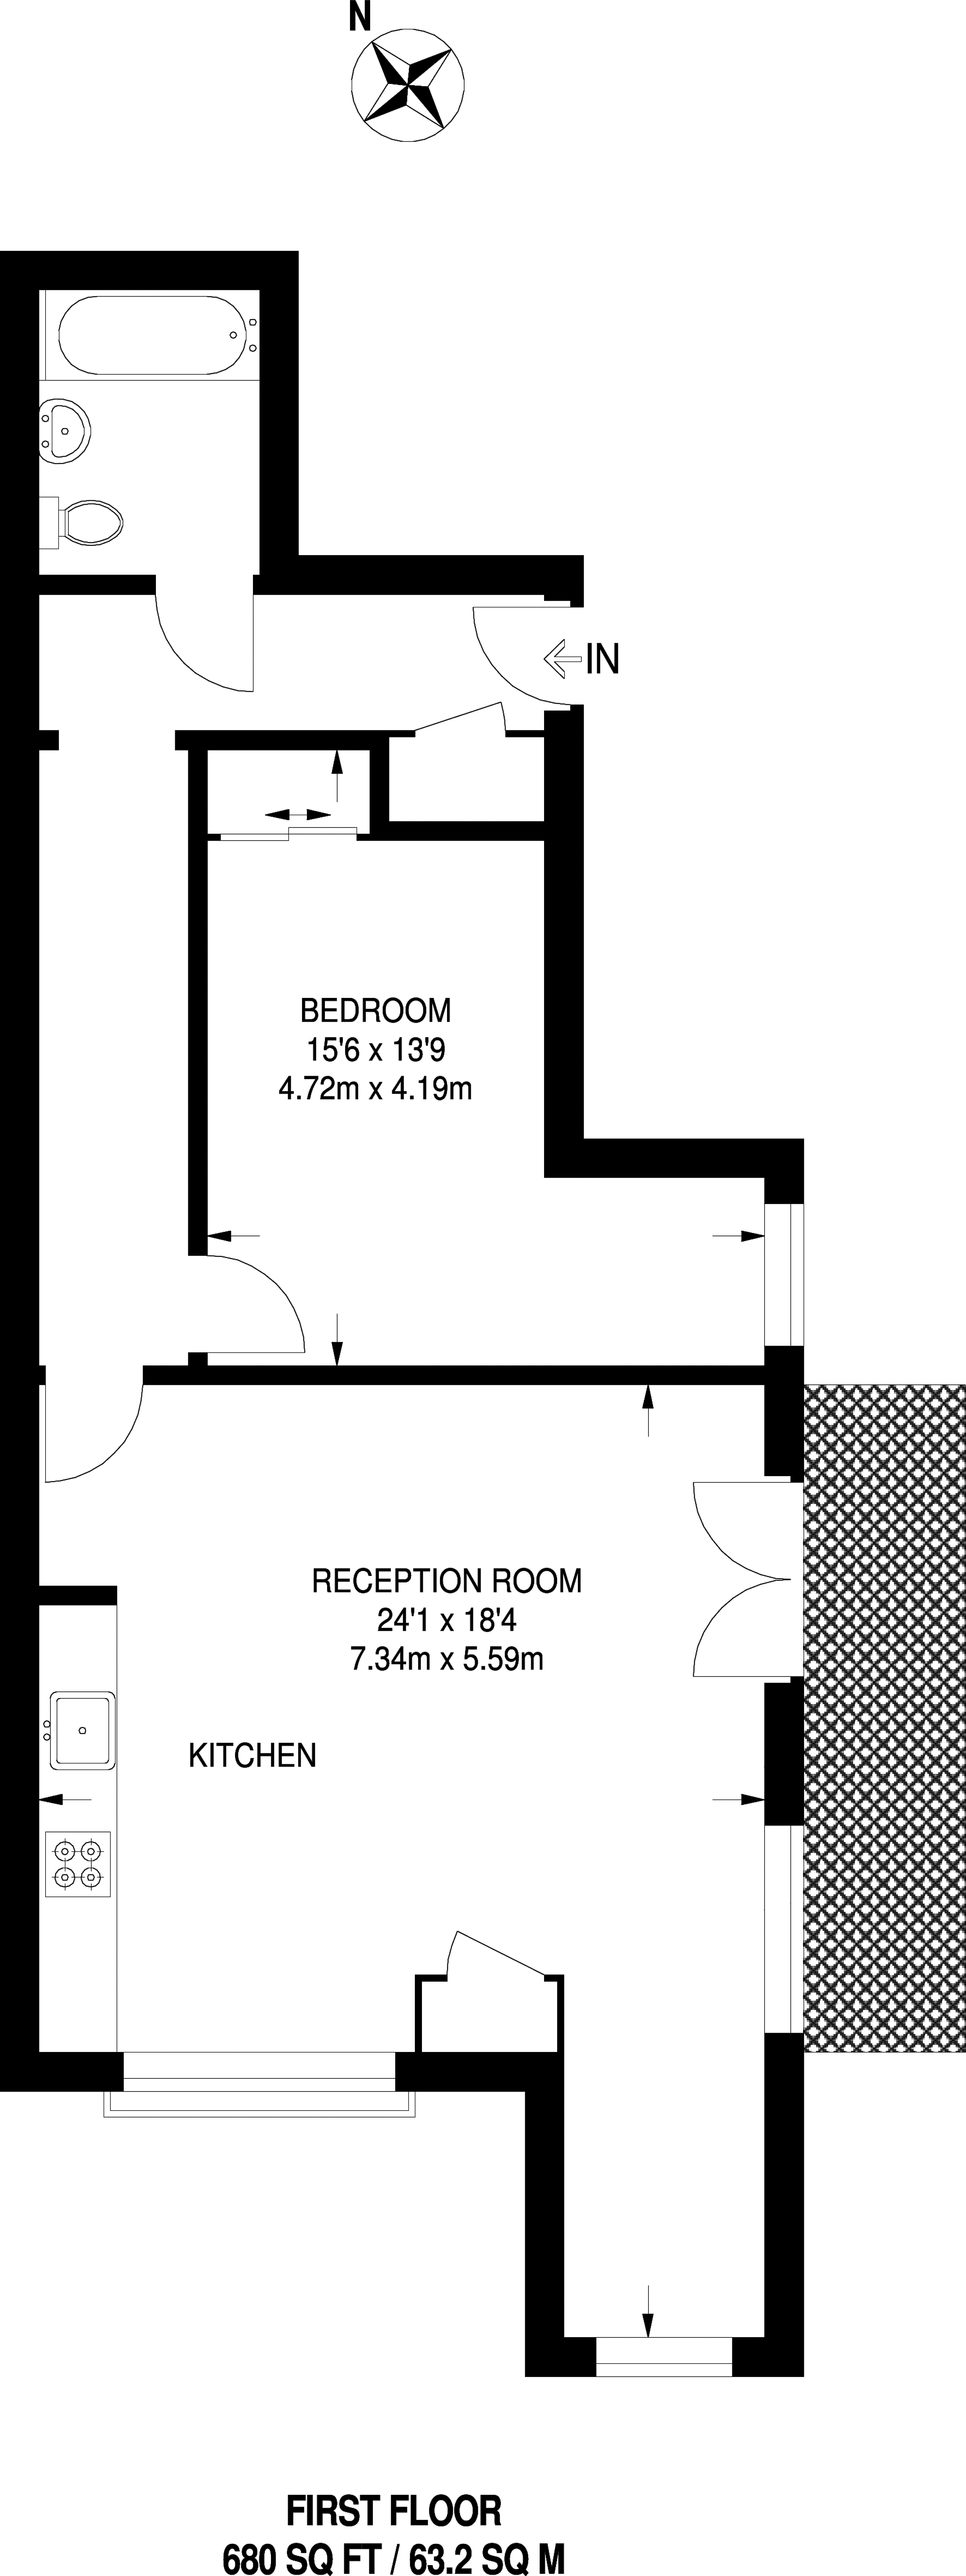 N
IN
BEDROOM
15'6 x 13'9
4.72m x 4.19m
RECEPTION ROOM
24'1 x 18'4
7.34m x 5.59m
KITCHEN
FIRST FLOOR
680 SQ FT / 63.2 SQ M